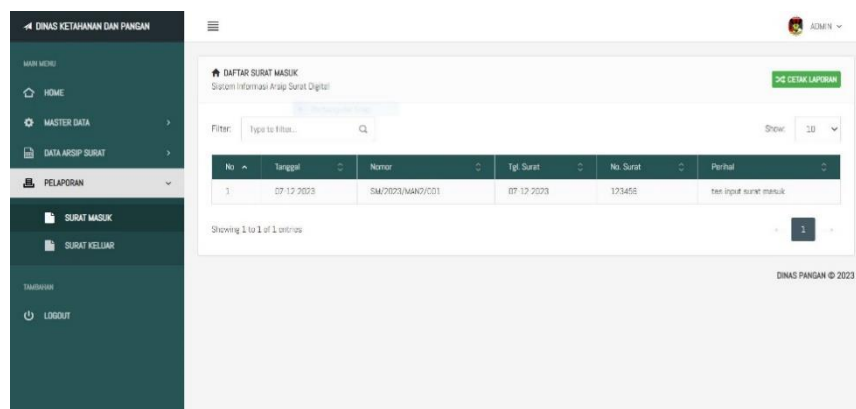 DINAS KETAHANAN DAN PANGAN
ADMIN
MAIN MENU
HOME
MASTER DATA
DATA ARSIP SURAT
PELAPORAN
SURAT MASUK
SURAT KELUAR
TAMBAHAN
LOGOUT
DAFTAR SURAT MASUK
Sistem Informasi Arsip Surat Digital
CETAK LAPORAN
Filter: Type to filter... Show: 10
No Tanggal Nomor Tgl. Surat No. Surat Perihal
1 07-12-2023 SM/2023/MAN2/001 07-12-2023 123456 tes input surat masuk
Showing 1 to 1 of 1 entries
1
DINAS PANGAN © 2023